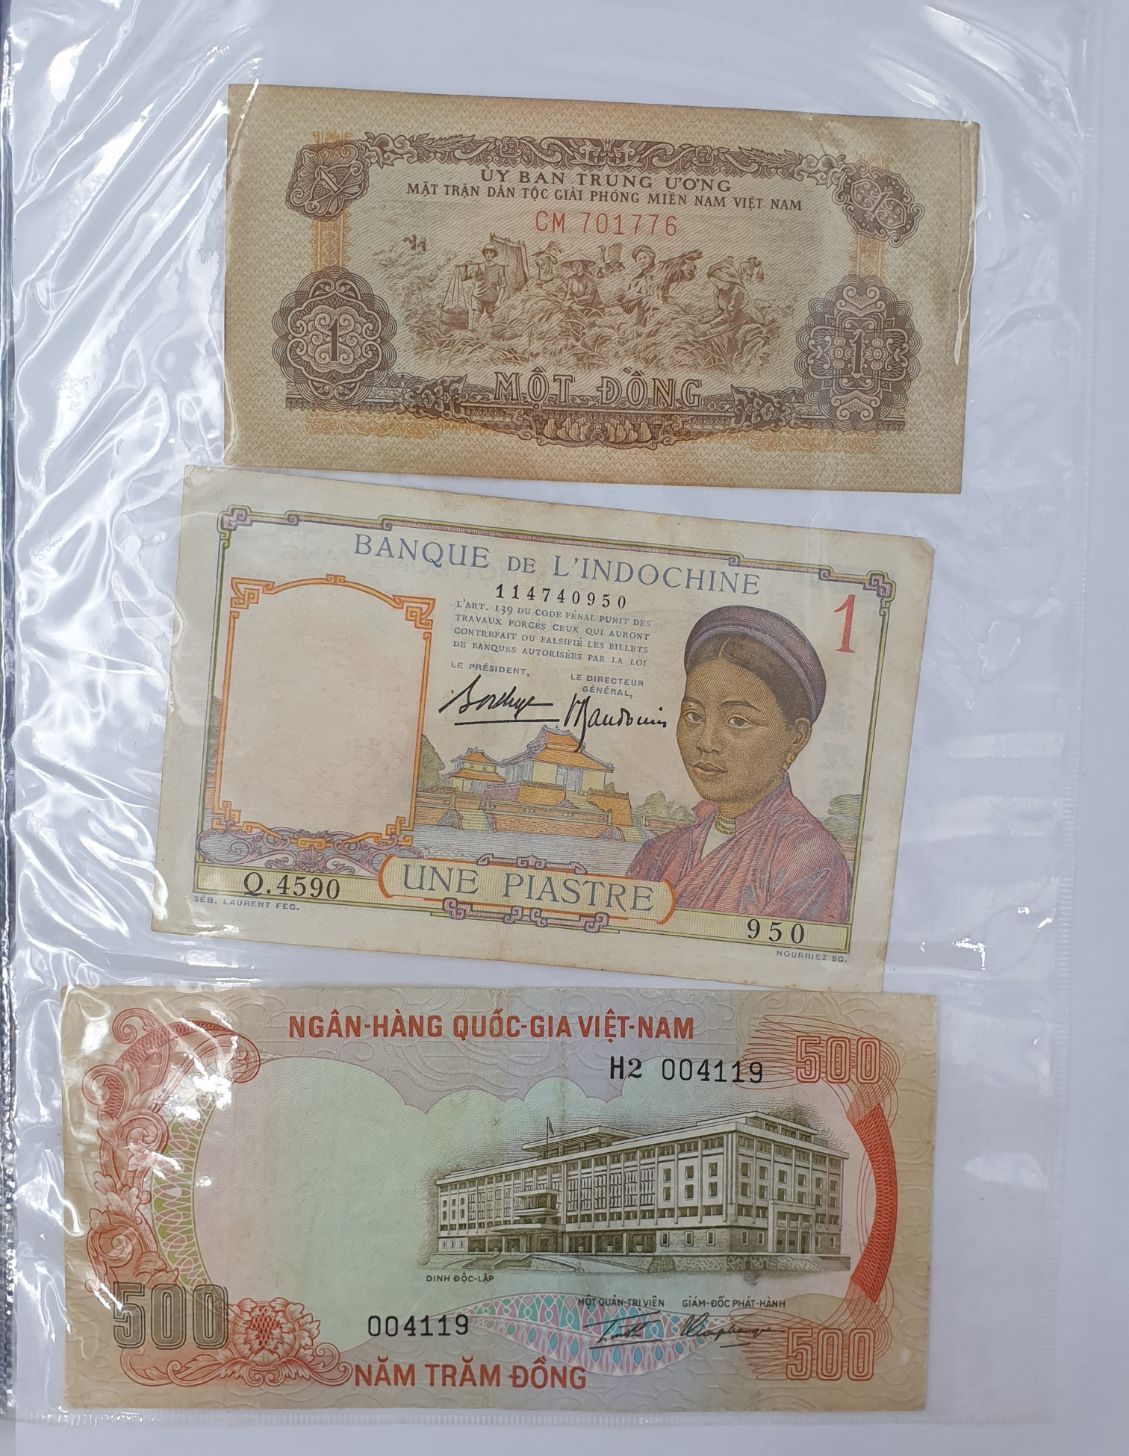 ỦY BAN TRUNG ƯƠNG
MẶT TRẬN DÂN TỘC GIẢI PHÓNG MIỀN NAM VIỆT NAM
CM 701776
1
1
MỘT ĐỒNG
BANQUE DE L'INDOCHINE
114740950
1
L'ART. 139 DU CODE PÉNAL PUNIT DES
TRAVAUX FORCÉS CEUX QUI AURONT
CONTREFAIT OU FALSIFIÉ LES BILLETS
DE BANQUES AUTORISÉES PAR LA LOI
LE PRÉSIDENT,
LE DIRECTEUR
GÉNÉRAL,
Q.4590
UNE PIASTRE
950
SÉB. LAURENT FEC.
HOURRIEZ SC.
NGÂN-HÀNG QUỐC-GIA VIỆT-NAM
H2 004119
500
DINH ĐỘC-LẬP
MỘT QUẢN-TRỊ VIÊN
GIÁM-ĐỐC PHÁT-HÀNH
500
004119
500
NĂM TRĂM ĐỒNG